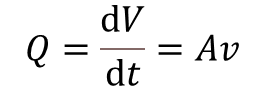 Q = dV/dt = Av